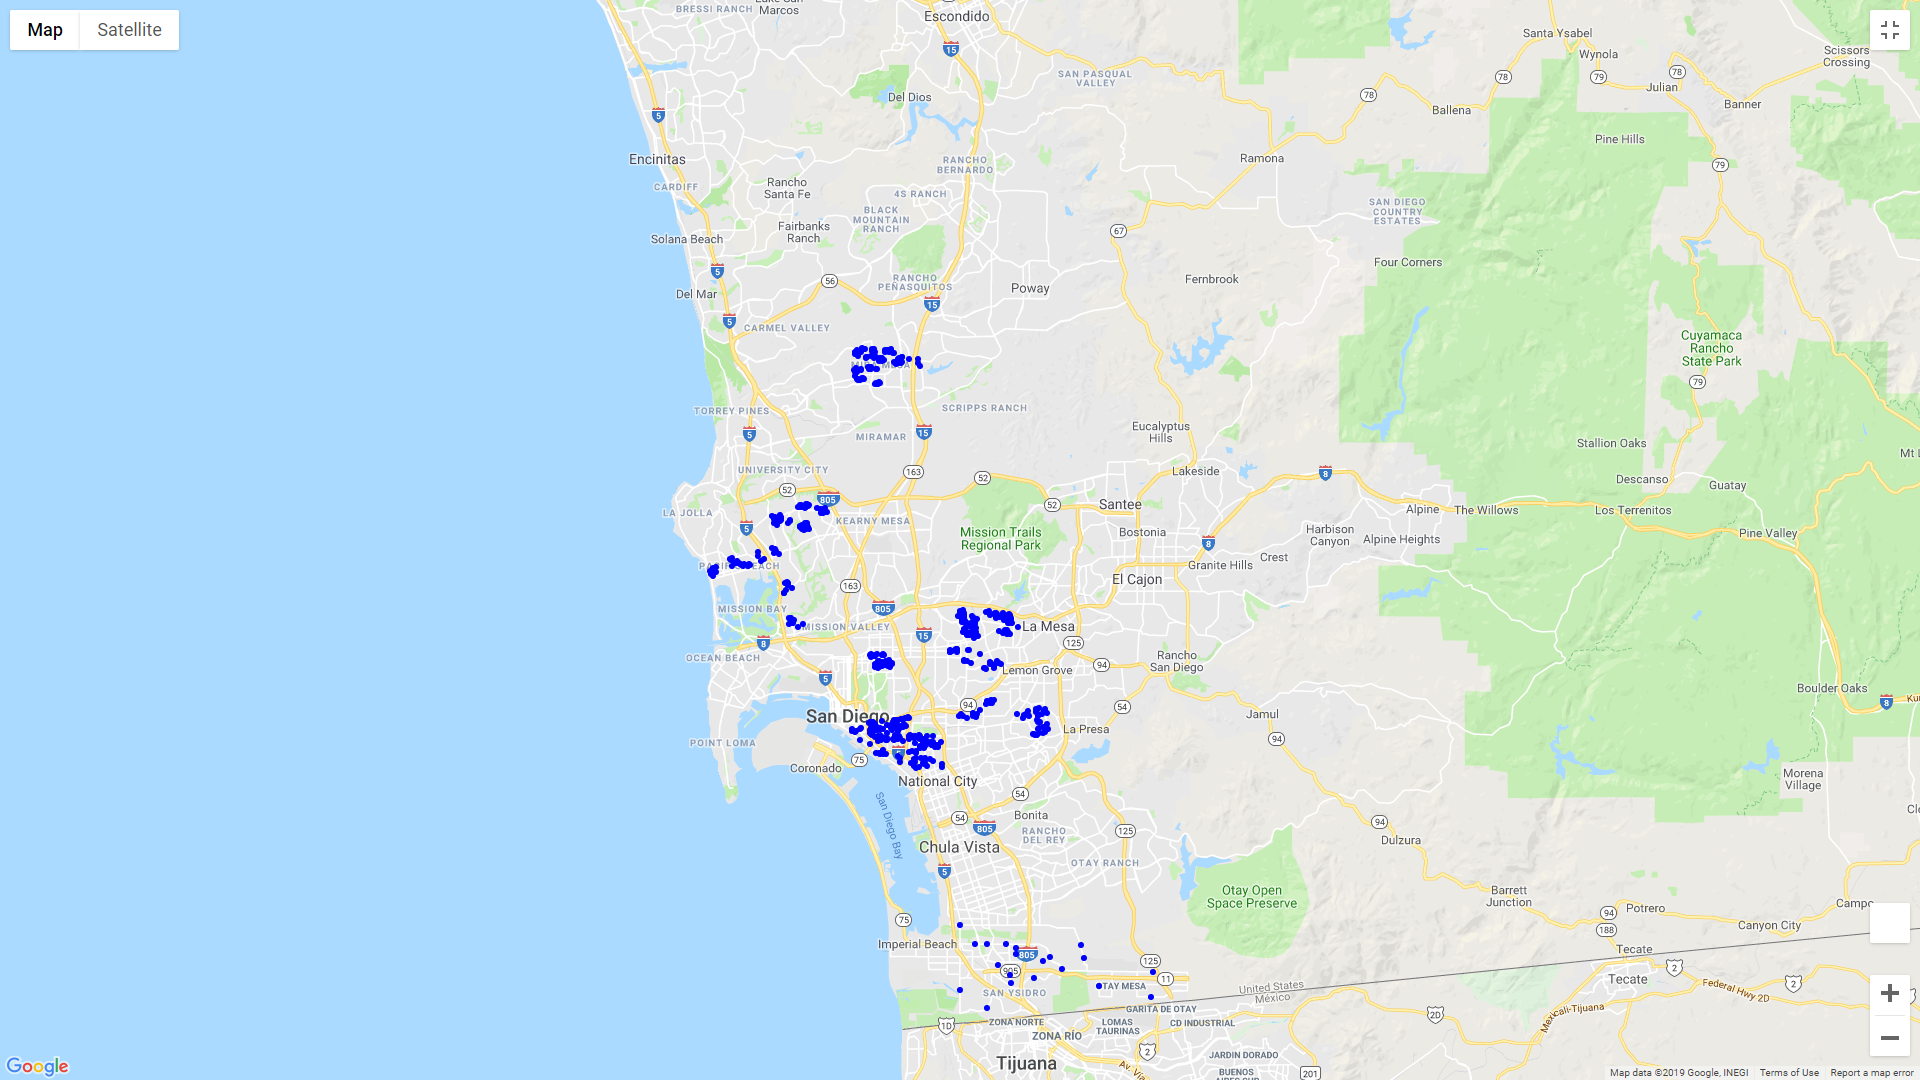 Map
Satellite
BRESSI RANCH
Marcos
Escondido
15
Santa Ysabel
Wynola
Scissors
Crossing
SAN PASQUAL
VALLEY
78
79
78
Julian
Del Dios
78
Ballena
Banner
5
Pine Hills
Encinitas
RANCHO
BERNARDO
Ramona
79
CARDIFF
Rancho
Santa Fe
4S RANCH
BLACK
MOUNTAIN
RANCH
SAN DIEGO
COUNTRY
ESTATES
Fairbanks
Ranch
67
Solana Beach
5
Four Corners
RANCHO
PEÑASQUITOS
56
Fernbrook
Del Mar
Poway
15
5
CARMEL VALLEY
Cuyamaca
Rancho
State Park
79
TORREY PINES
SCRIPPS RANCH
5
MIRAMAR
15
Eucalyptus
Hills
Stallion Oaks
UNIVERSITY CITY
163
52
Lakeside
8
Descanso
Guatay
52
805
52
Santee
Alpine
The Willows
Los Terrenitos
LA JOLLA
KEARNY MESA
5
Mission Trails
Regional Park
Bostonia
8
Harbison
Canyon
Alpine Heights
Pine Valley
Crest
Granite Hills
El Cajon
163
MISSION BAY
805
MISSION VALLEY
15
La Mesa
8
125
OCEAN BEACH
94
Rancho
San Diego
Lemon Grove
5
Boulder Oaks
8
94
54
San Diego
Jamul
La Presa
POINT LOMA
94
Coronado
75
National City
Morena
Village
54
54
Bonita
94
805
RANCHO
DEL REY
125
Dulzura
San Diego Bay
Chula Vista
OTAY RANCH
5
Otay Open
Space Preserve
Barrett
Junction
75
94
Potrero
Campo
188
Canyon City
Imperial Beach
805
Tecate
905
125
11
2
Tecate
SAN YSIDRO
United States
México
Federal Hwy 2D
2
GARITA DE OTAY
1D
ZONA NORTE
LOMAS
TAURINAS
CD INDUSTRIAL
2D
Mexicali-Tijuana
ZONA RÍO
2
JARDIN DORADO
Tijuana
BUENOS
201
Google
Map data ©2019 Google, INEGI
Terms of Use
Report a map error